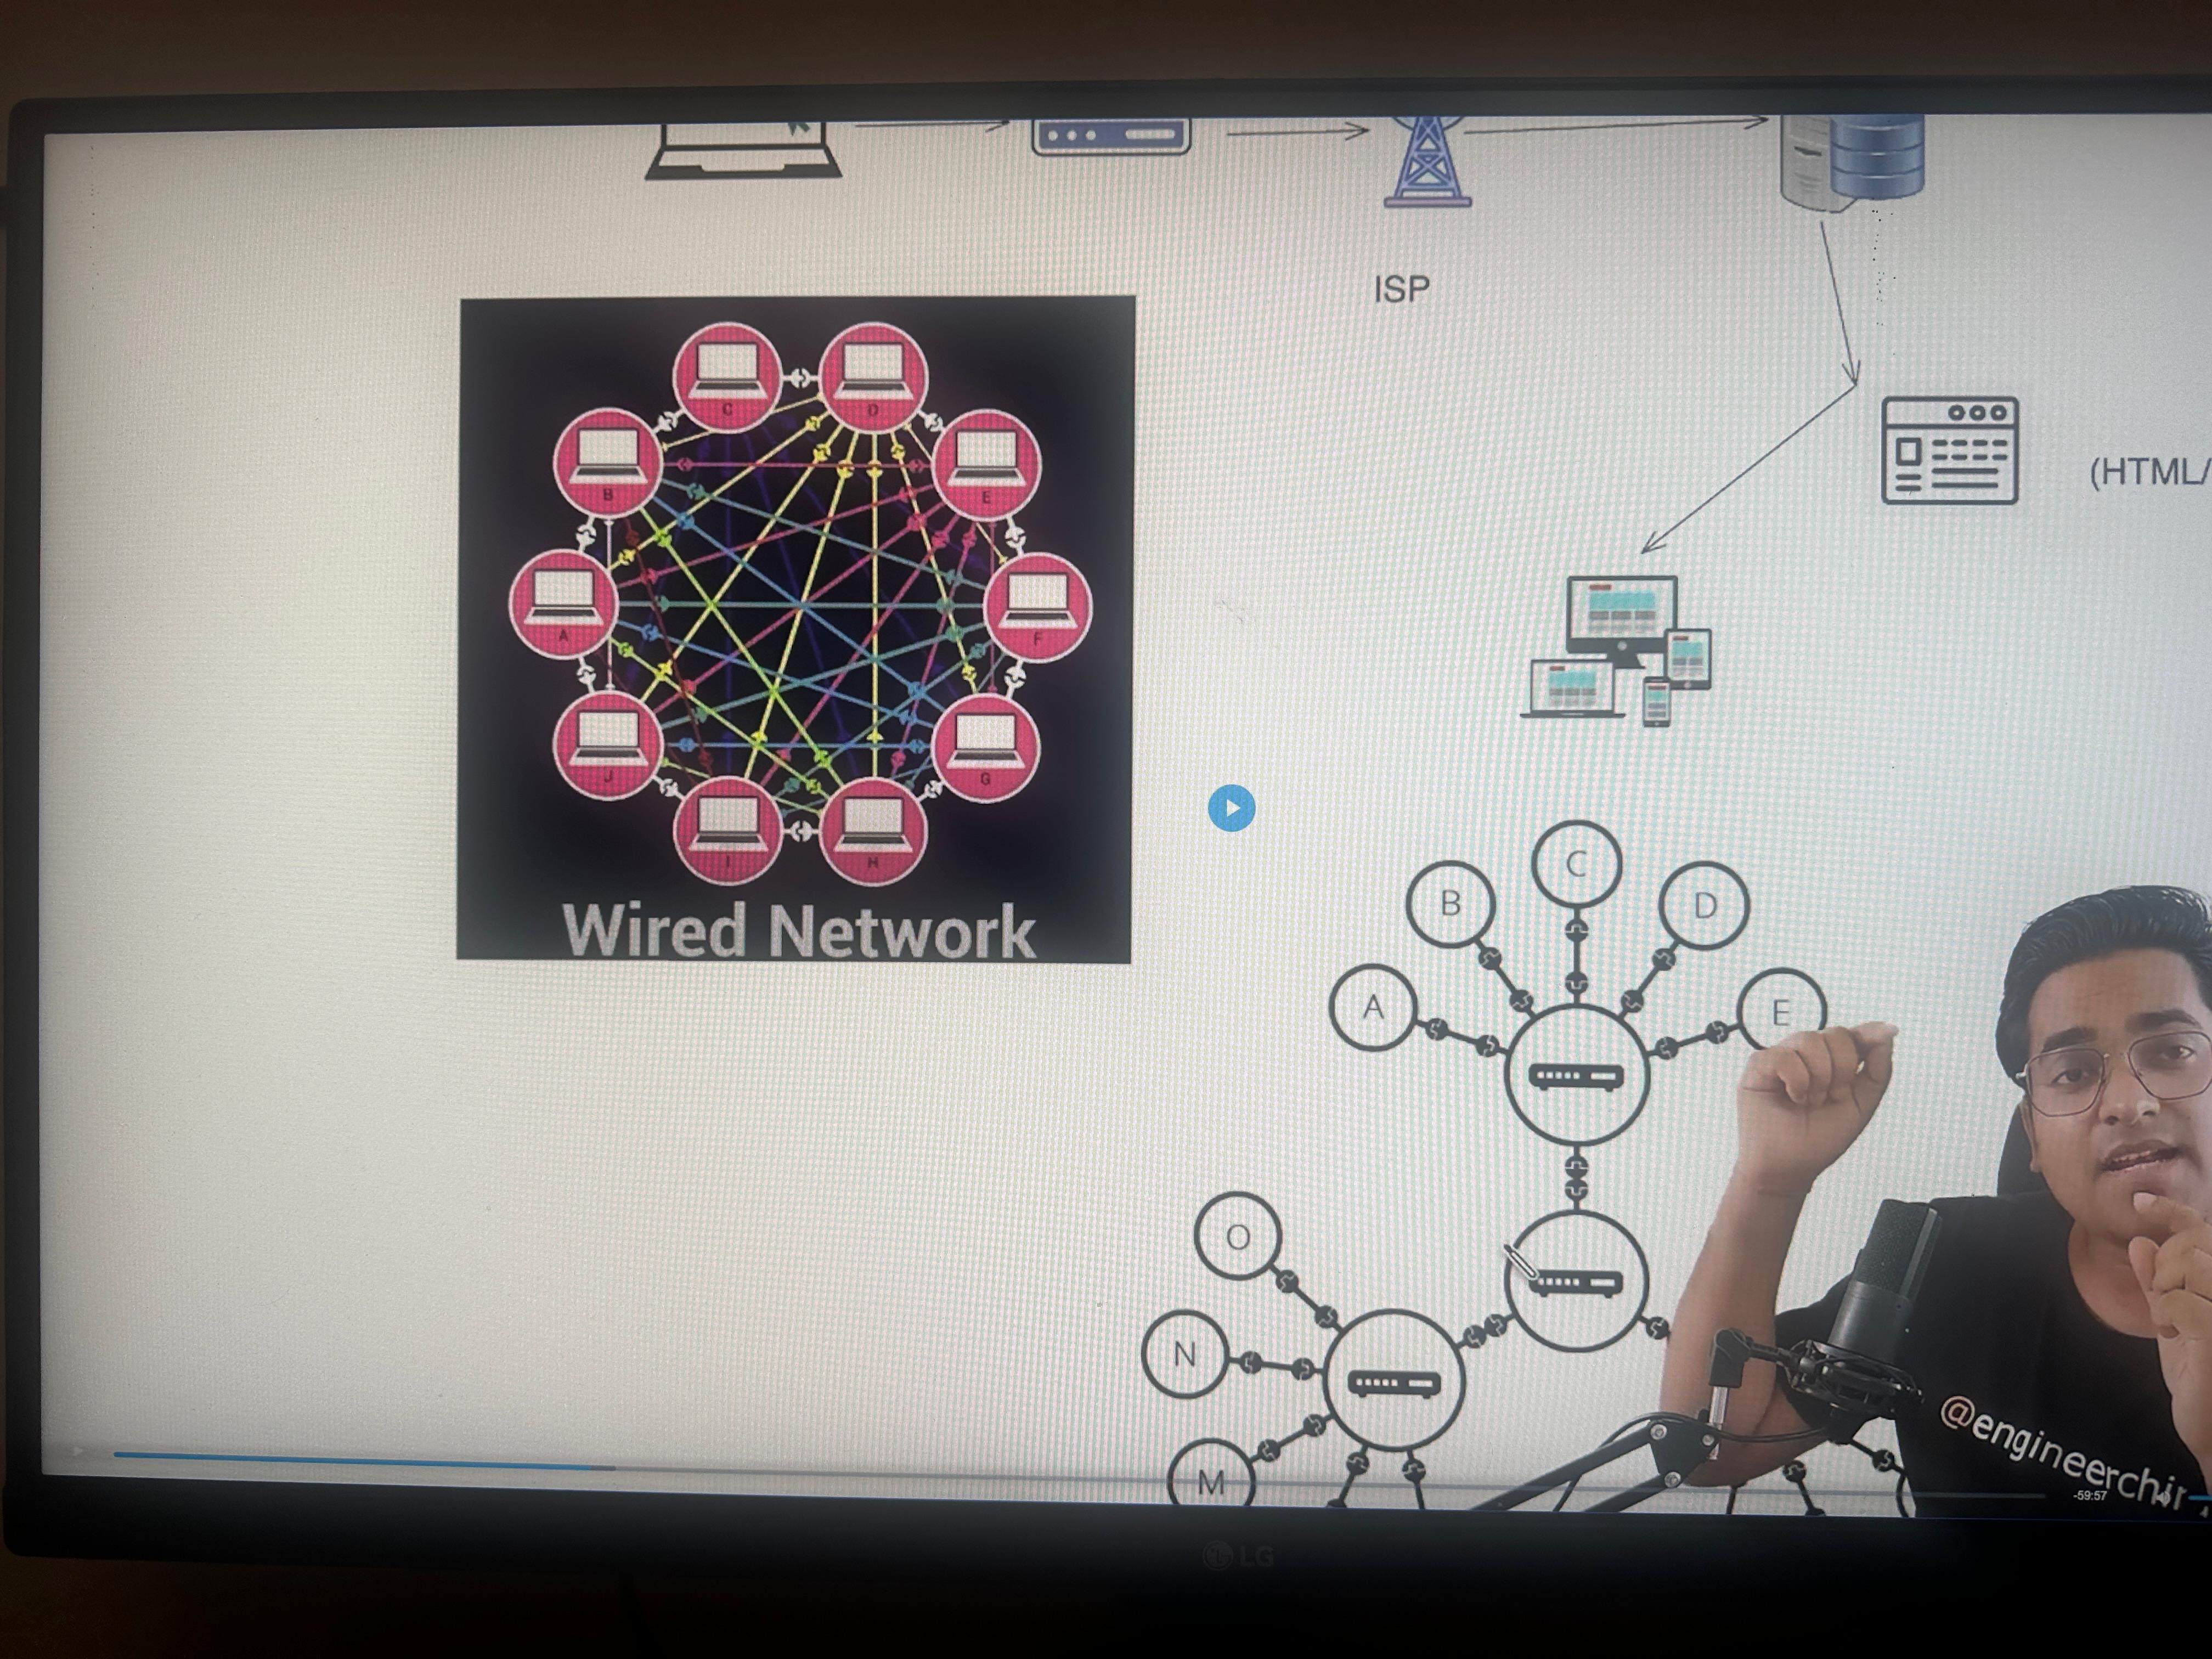 ISP
(HTML/
C
D
B
E
A
F
J
G
I
H
Wired Network
C
B
D
A
E
O
N
M
@engineerchir
-59:57
LG